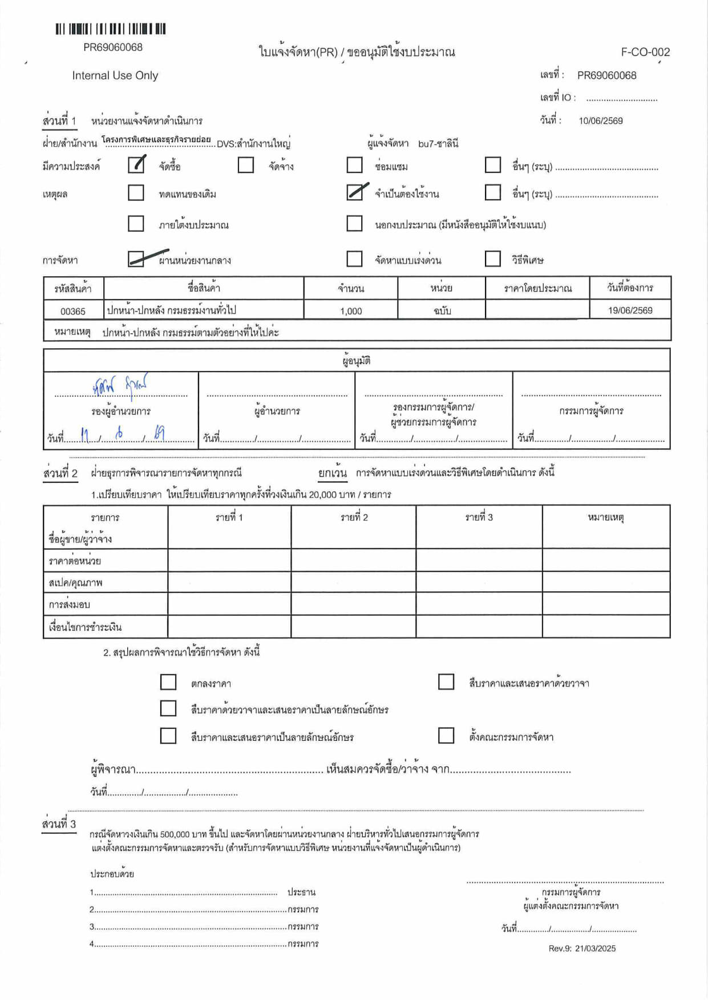 PR69060068
ใบแจ้งจัดหา(PR) / ขออนุมัติใช้งบประมาณ
F-CO-002
Internal Use Only
เลขที่ : PR69060068
เลขที่ IO : ................................
ส่วนที่ 1 หน่วยงานแจ้งจัดหาดำเนินการ
วันที่ : 10/06/2569
ฝ่าย/สำนักงาน โครงการพิเศษและธุรกิจรายย่อย DVS:สำนักงานใหญ่ ผู้แจ้งจัดหา bu7-ชาลินี
มีความประสงค์ จัดซื้อ จัดจ้าง ซ่อมแซม อื่นๆ (ระบุ) ................................
เหตุผล ทดแทนของเดิม จำเป็นต้องใช้งาน อื่นๆ (ระบุ) ................................
ภายใต้งบประมาณ นอกงบประมาณ (มีหนังสืออนุมัติให้ใช้งบแนบ)
การจัดหา ผ่านหน่วยงานกลาง จัดหาแบบเร่งด่วน วิธีพิเศษ
รหัสสินค้า ชื่อสินค้า จำนวน หน่วย ราคาโดยประมาณ วันที่ต้องการ
00365 ปกหน้า-ปกหลัง กรมธรรม์งานทั่วไป 1,000 ฉบับ 19/06/2569
หมายเหตุ ปกหน้า-ปกหลัง กรมธรรม์ตามตัวอย่างที่ให้ไปค่ะ
ผู้อนุมัติ
รองผู้อำนวยการ ผู้อำนวยการ รองกรรมการผู้จัดการ/ กรรมการผู้จัดการ
ผู้ช่วยกรรมการผู้จัดการ
วันที่ 11 / 6 / 69 วันที่............/............/............ วันที่............/............/............ วันที่............/............/............
ส่วนที่ 2 ฝ่ายธุรการพิจารณารายการจัดหาทุกกรณี ยกเว้น การจัดหาแบบเร่งด่วนและวิธีพิเศษโดยดำเนินการ ดังนี้
1.เปรียบเทียบราคา ให้เปรียบเทียบราคาทุกครั้งที่วงเงินเกิน 20,000 บาท / รายการ
รายการ รายที่ 1 รายที่ 2 รายที่ 3 หมายเหตุ
ชื่อผู้ขาย/ผู้ว่าจ้าง
ราคาต่อหน่วย
สเปค/คุณภาพ
การส่งมอบ
เงื่อนไขการชำระเงิน
2. สรุปผลการพิจารณาใช้วิธีการจัดหา ดังนี้
ตกลงราคา สืบราคาและเสนอราคาด้วยวาจา
สืบราคาด้วยวาจาและเสนอราคาเป็นลายลักษณ์อักษร
สืบราคาและเสนอราคาเป็นลายลักษณ์อักษร ตั้งคณะกรรมการจัดหา
ผู้พิจารณา................................ เห็นสมควรจัดซื้อ/ว่าจ้าง จาก................................
วันที่............/............/............
ส่วนที่ 3
กรณีจัดหาวงเงินเกิน 500,000 บาท ขึ้นไป และจัดหาโดยผ่านหน่วยงานกลาง ฝ่ายบริหารทั่วไปเสนอกรรมการผู้จัดการ
แต่งตั้งคณะกรรมการจัดหาและตรวจรับ (สำหรับการจัดหาแบบวิธีพิเศษ หน่วยงานที่แจ้งจัดหาเป็นผู้ดำเนินการ)
ประกอบด้วย
1................................ ประธาน
กรรมการผู้จัดการ
ผู้แต่งตั้งคณะกรรมการจัดหา
2................................กรรมการ
3................................กรรมการ
วันที่............/............/............
4................................กรรมการ
Rev.9: 21/03/2025